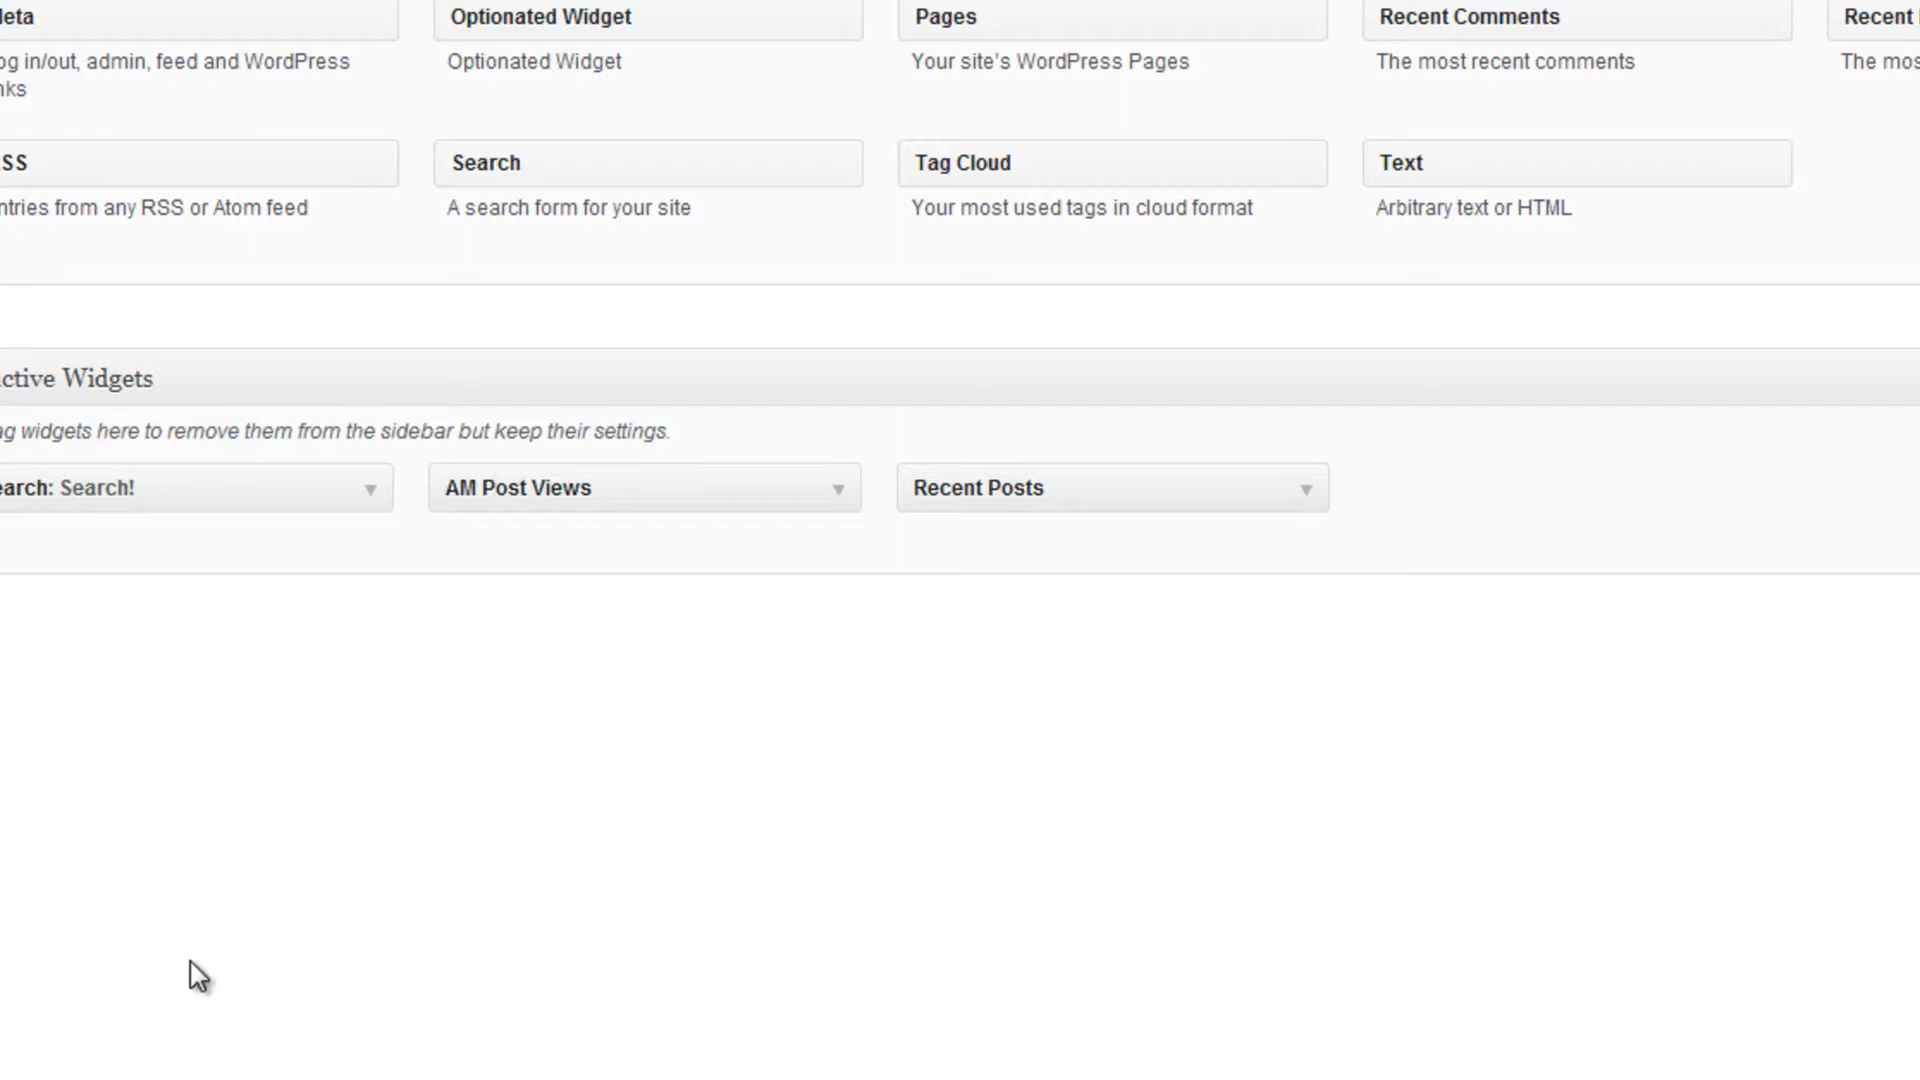 eta Optionated Widget Pages Recent Comments Recent
og in/out, admin, feed and WordPress Optionated Widget Your site's WordPress Pages The most recent comments The mos
nks
SS Search Tag Cloud Text
ntries from any RSS or Atom feed A search form for your site Your most used tags in cloud format Arbitrary text or HTML
ctive Widgets
ag widgets here to remove them from the sidebar but keep their settings.
earch: Search! AM Post Views Recent Posts